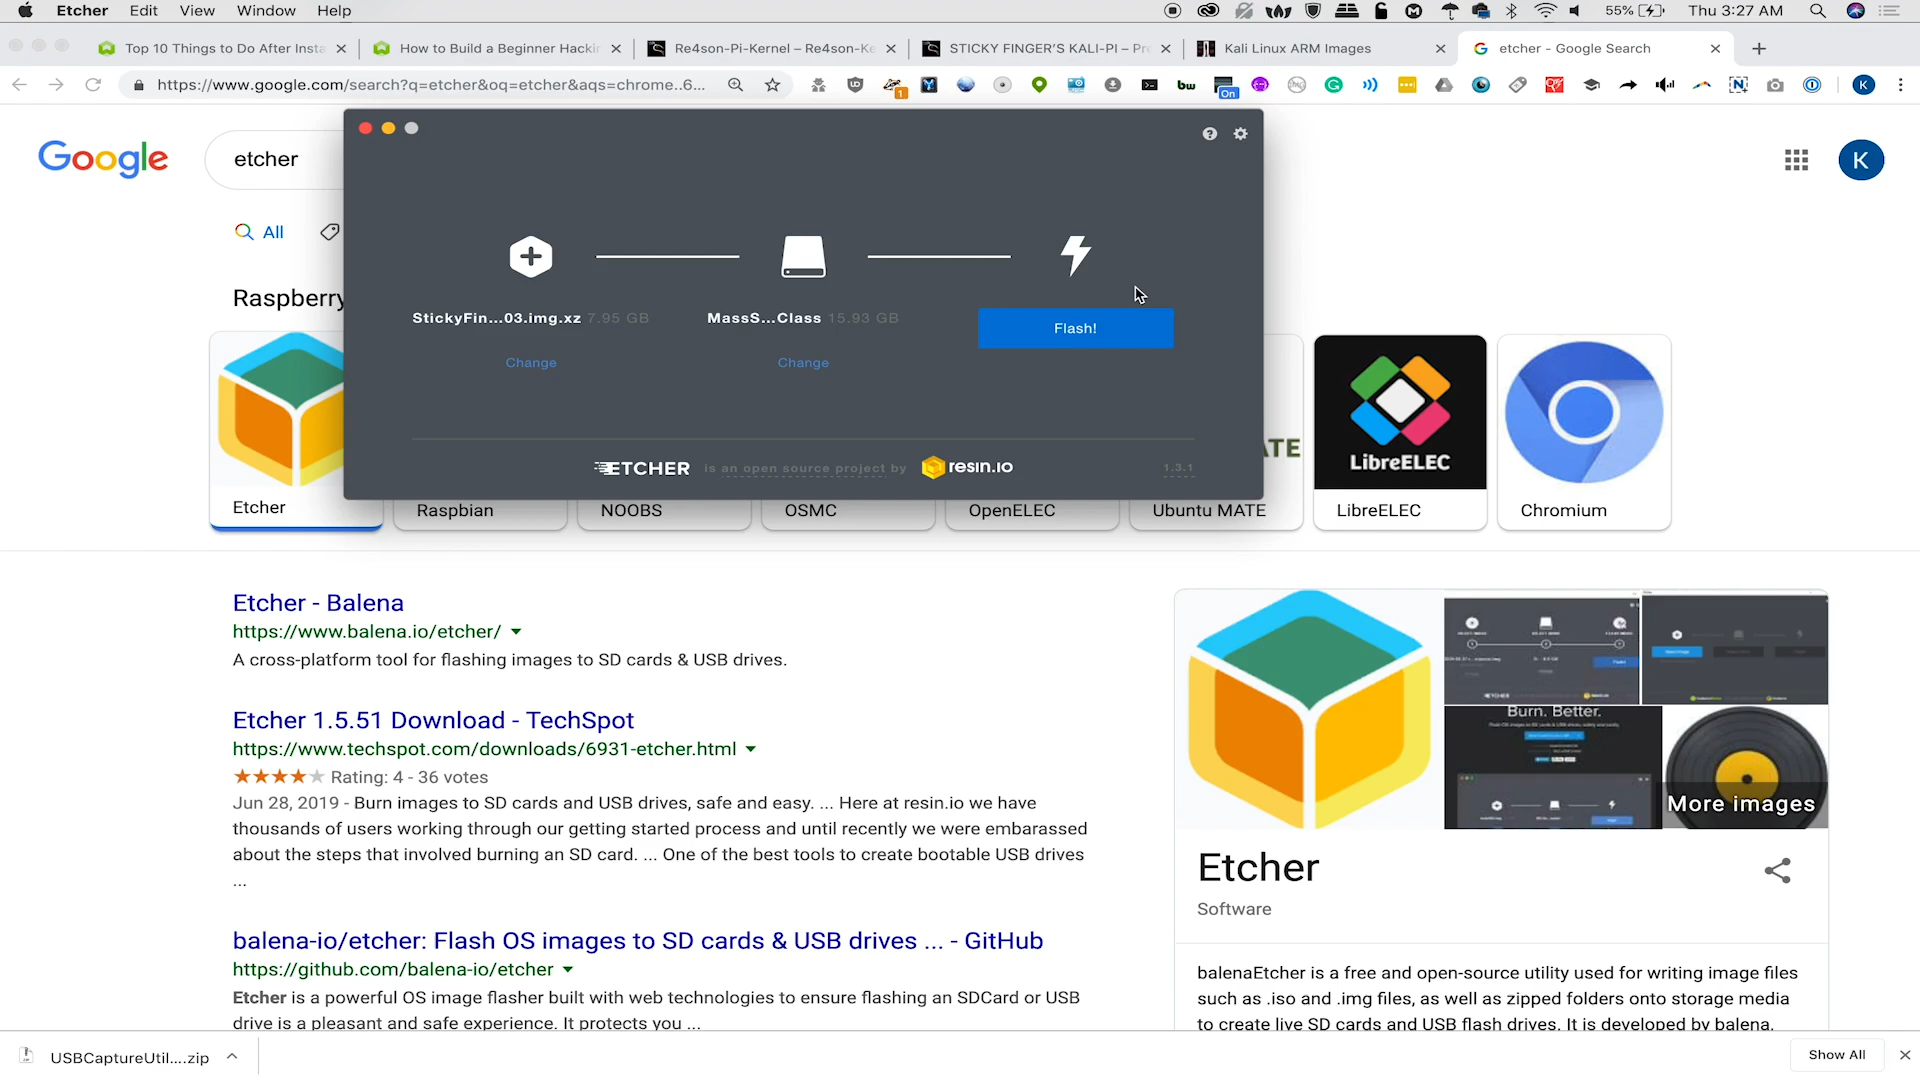 Etcher Edit View Window Help
55% Thu 3:27 AM
Top 10 Things to Do After Insta
How to Build a Beginner Hackin
Re4son-Pi-Kernel – Re4son-Ke
STICKY FINGER'S KALI-PI – Pr
Kali Linux ARM Images
etcher - Google Search
https://www.google.com/search?q=etcher&oq=etcher&aqs=chrome..6...
1
bw
On
K
Google
etcher
K
All
Raspberry
StickyFin...03.img.xz 7.95 GB
MassS...Class 15.93 GB
Flash!
Change
Change
ETCHER is an open source project by resin.io
1.3.1
TE
LibreELEC
Etcher
Raspbian
NOOBS
OSMC
OpenELEC
Ubuntu MATE
LibreELEC
Chromium
Etcher - Balena
https://www.balena.io/etcher/
A cross-platform tool for flashing images to SD cards & USB drives.
Etcher 1.5.51 Download - TechSpot
https://www.techspot.com/downloads/6931-etcher.html
Rating: 4 - 36 votes
Jun 28, 2019 - Burn images to SD cards and USB drives, safe and easy. ... Here at resin.io we have
thousands of users working through our getting started process and until recently we were embarassed
about the steps that involved burning an SD card. ... One of the best tools to create bootable USB drives
...
balena-io/etcher: Flash OS images to SD cards & USB drives ... - GitHub
https://github.com/balena-io/etcher
Etcher is a powerful OS image flasher built with web technologies to ensure flashing an SDCard or USB
drive is a pleasant and safe experience. It protects you ...
Burn. Better.
More images
Etcher
Software
balenaEtcher is a free and open-source utility used for writing image files
such as .iso and .img files, as well as zipped folders onto storage media
to create live SD cards and USB flash drives. It is developed by balena.
USBCaptureUtil....zip
Show All